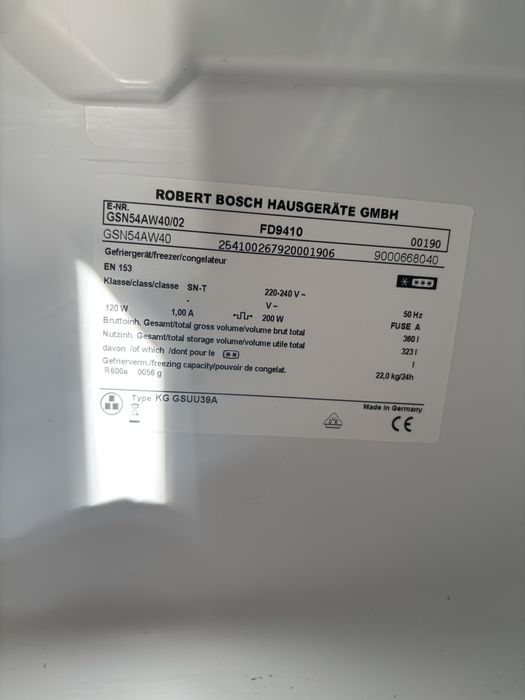 ROBERT BOSCH HAUSGERÄTE GMBH
E-NR.
GSN54AW40/02 FD9410 00190
GSN54AW40 254100267920001906 9000668040
Gefriergerät/freezer/congelateur
EN 153
Klasse/class/classe SN-T 220-240 V ~
- V ~ 50 Hz
120 W 1,00 A 200 W FUSE A
Bruttoinh. Gesamt/total gross volume/volume brut total 360 l
Nutzinh. Gesamt/total storage volume/volume utile total 323 l
davon /of which /dont pour le l
Gefrierverm./freezing capacity/pouvoir de congelat. 22,0 kg/24h
R600a 0056 g
Type KG GSUU39A
Made in Germany
CE